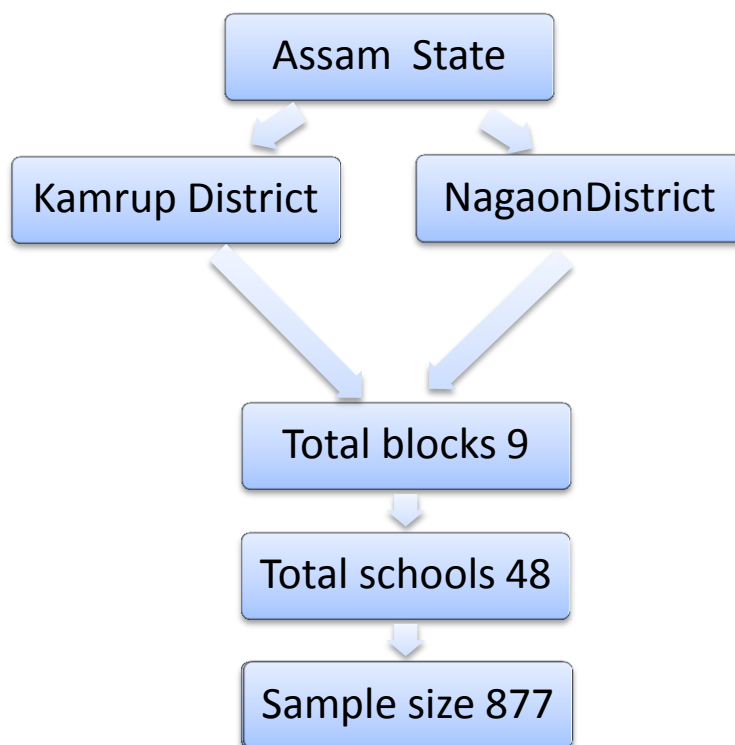 Assam State
Kamrup District
NagaonDistrict
Total blocks 9
Total schools 48
Sample size 877